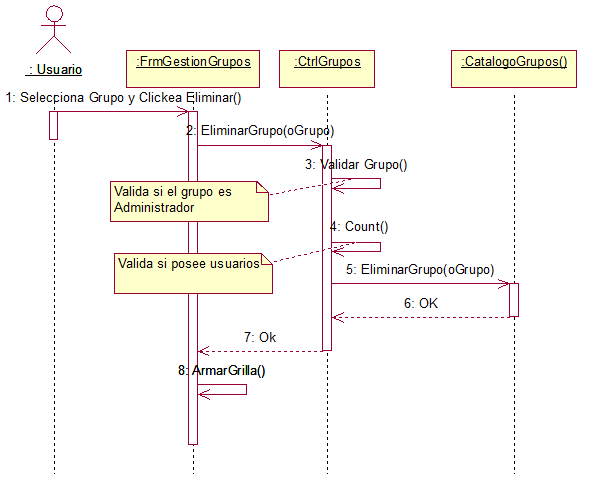 : Usuario
:FrmGestionGrupos
:CtrlGrupos
:CatalogoGrupos()
1: Selecciona Grupo y Clickea Eliminar()
2: EliminarGrupo(oGrupo)
3: Validar Grupo()
Valida si el grupo es
Administrador
4: Count()
Valida si posee usuarios
5: EliminarGrupo(oGrupo)
6: OK
7: Ok
8: ArmarGrilla()